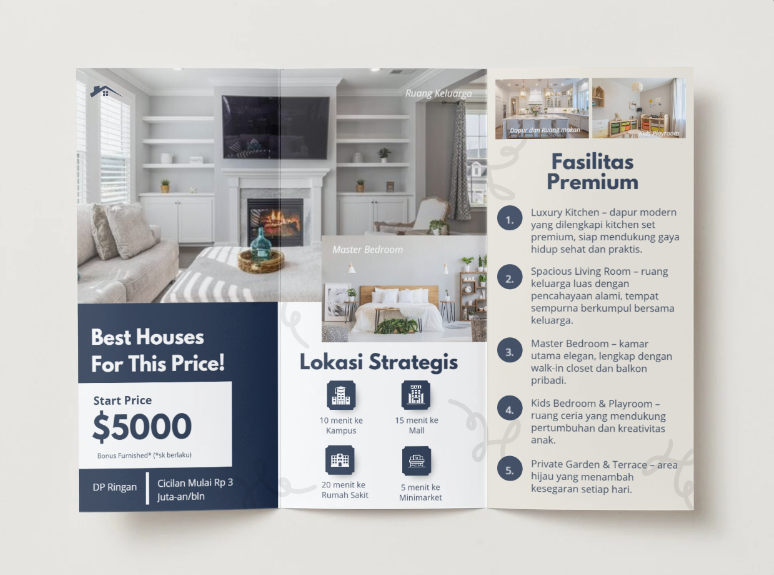 Ruang Keluarga
Master Bedroom
Best Houses
For This Price!
Start Price
$5000
Bonus Furnished* (*sk berlaku)
DP Ringan
Cicilan Mulai Rp 3
Juta-an/bln
Lokasi Strategis
10 menit ke
Kampus
15 menit ke
Mall
20 menit ke
Rumah Sakit
5 menit ke
Minimarket
Dapur dan Ruang makan
Kids Playroom
Fasilitas
Premium
1.
Luxury Kitchen – dapur modern
yang dilengkapi kitchen set
premium, siap mendukung gaya
hidup sehat dan praktis.
2.
Spacious Living Room – ruang
keluarga luas dengan
pencahayaan alami, tempat
sempurna berkumpul bersama
keluarga.
3.
Master Bedroom – kamar
utama elegan, lengkap dengan
walk-in closet dan balkon
pribadi.
4.
Kids Bedroom & Playroom –
ruang ceria yang mendukung
pertumbuhan dan kreativitas
anak.
5.
Private Garden & Terrace – area
hijau yang menambah
kesegaran setiap hari.